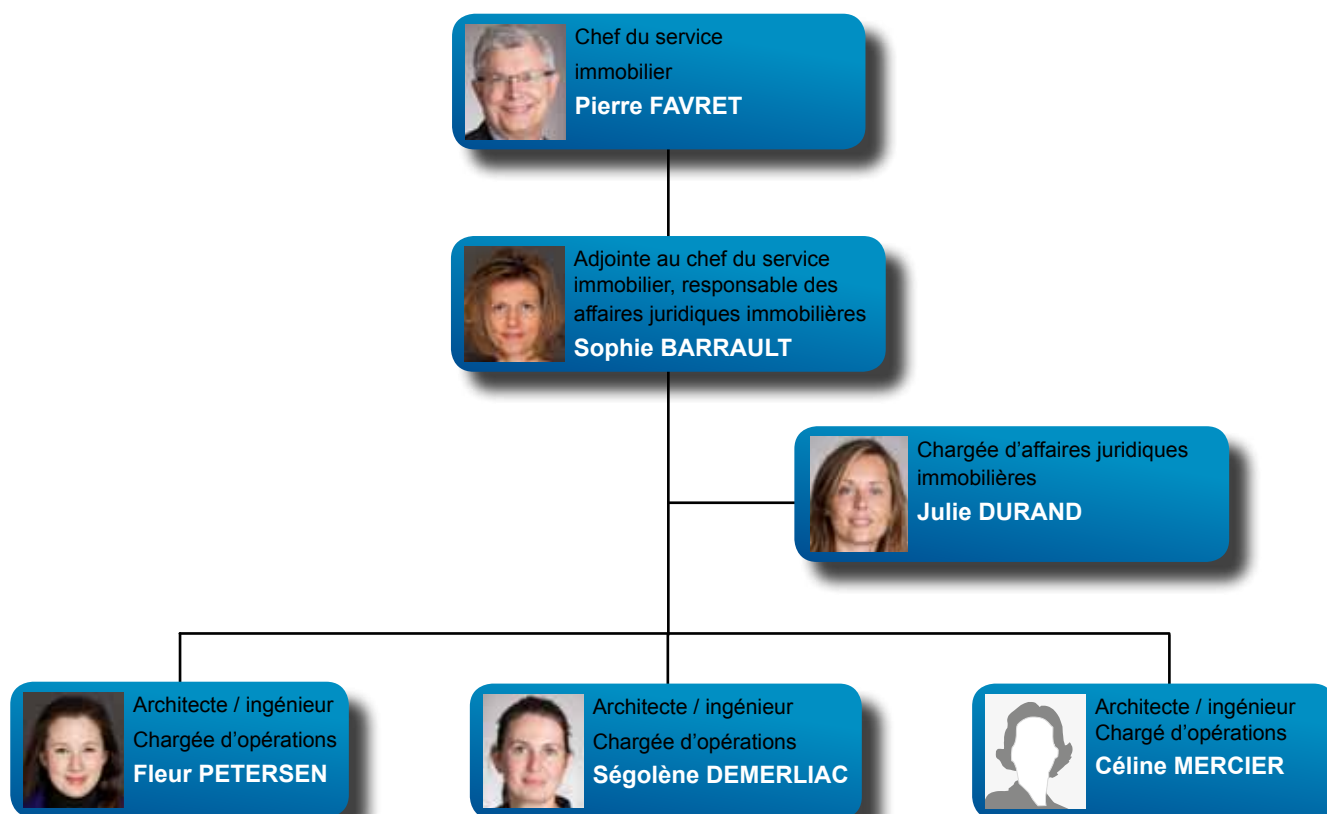 Chef du service
immobilier
Pierre FAVRET
Adjointe au chef du service
immobilier, responsable des
affaires juridiques immobilières
Sophie BARRAULT
Chargée d’affaires juridiques
immobilières
Julie DURAND
Architecte / ingénieur
Chargée d’opérations
Fleur PETERSEN
Architecte / ingénieur
Chargée d’opérations
Ségolène DEMERLIAC
Architecte / ingénieur
Chargé d’opérations
Céline MERCIER